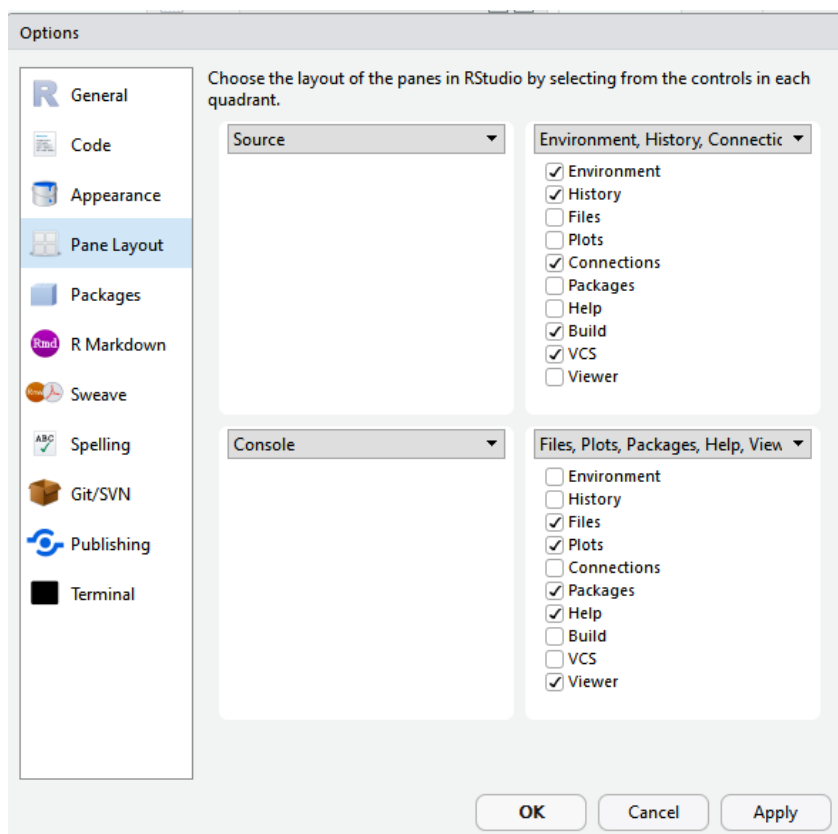 Options
Choose the layout of the panes in RStudio by selecting from the controls in each
quadrant.
R General
Code
Appearance
Pane Layout
Packages
Rmd R Markdown
Sweave
ABC Spelling
Git/SVN
Publishing
Terminal
Source
Environment, History, Connectic
Environment
History
Files
Plots
Connections
Packages
Help
Build
VCS
Viewer
Console
Files, Plots, Packages, Help, View
Environment
History
Files
Plots
Connections
Packages
Help
Build
VCS
Viewer
OK Cancel Apply